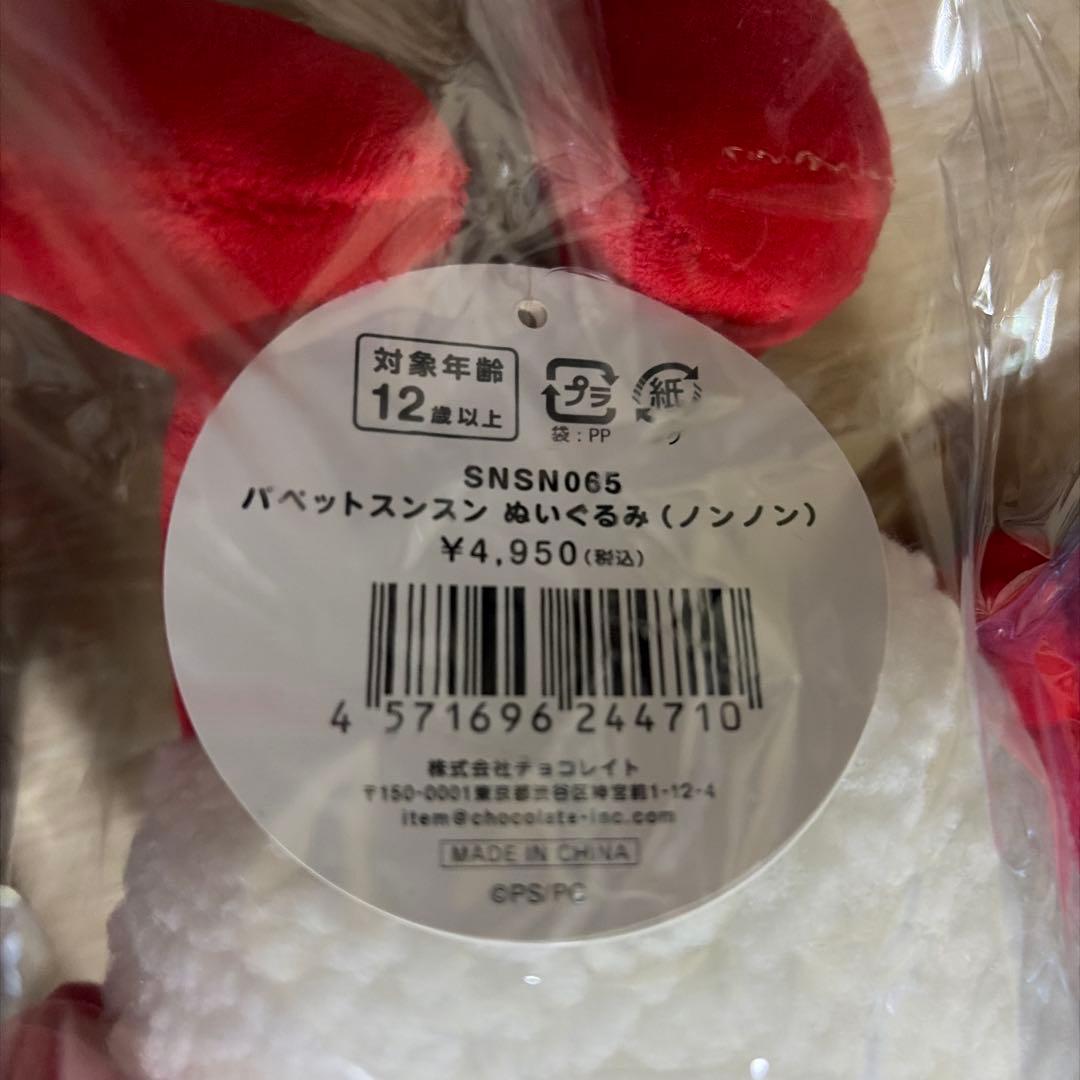 対象年齢
12歳以上
プラ
紙
袋:PP
SNSN065
パペットスンスン ぬいぐるみ(ノンノン)
¥4,950(税込)
4 571696 244710
株式会社チョコレイト
〒150-0001東京都渋谷区神宮前1-12-4
item@chocolate-inc.com
MADE IN CHINA
©PS/PC